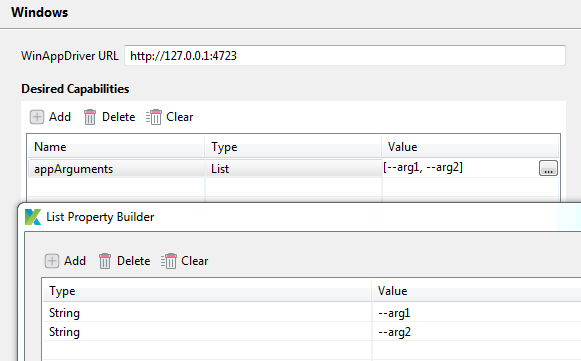 Windows
WinAppDriver URL http://127.0.0.1:4723
Desired Capabilities
Add Delete Clear
Name Type Value
appArguments List [--arg1, --arg2] ...
List Property Builder
Add Delete Clear
Type Value
String --arg1
String --arg2